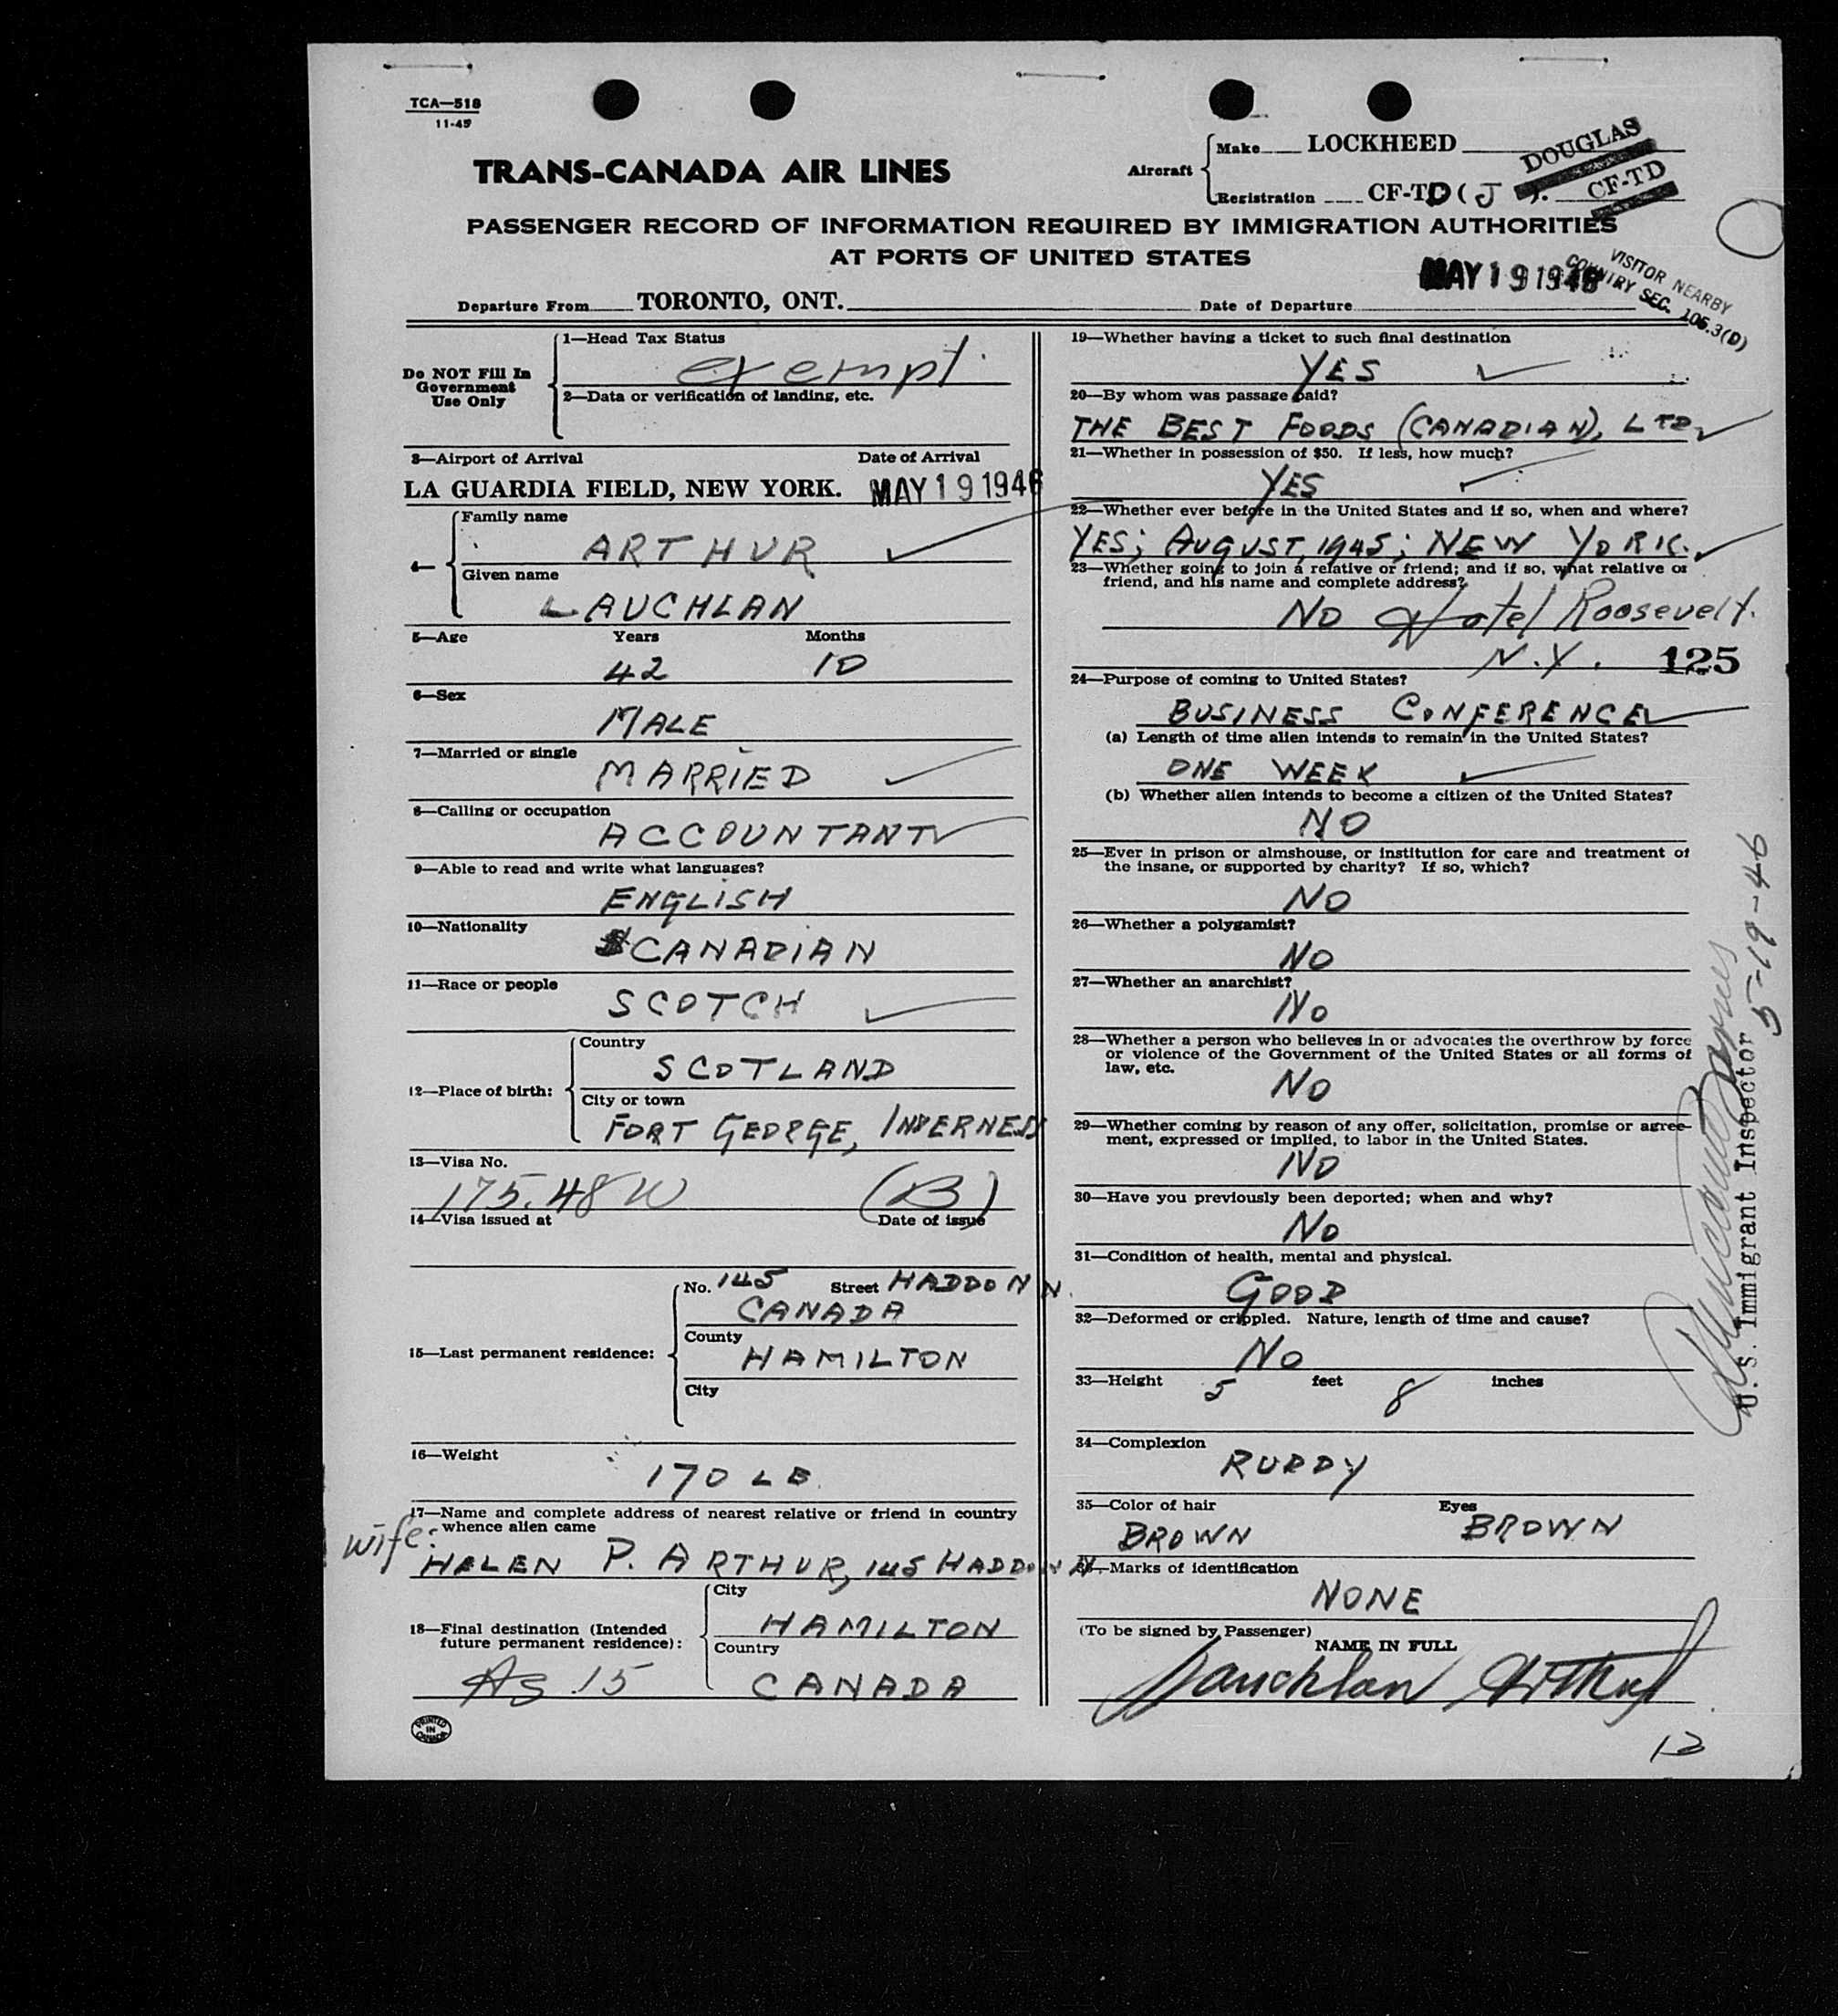 TCA—518
11-45
TRANS-CANADA AIR LINES
Aircraft
Make LOCKHEED
DOUGLAS
Registration CF-TD ( J ).
CF-TD
PASSENGER RECORD OF INFORMATION REQUIRED BY IMMIGRATION AUTHORITIES
AT PORTS OF UNITED STATES
VISITOR NEARBY
COUNTRY SEC. 105.3(D)
Departure From TORONTO, ONT.
Date of Departure MAY 19 1946
Do NOT Fill In
Government
Use Only
1—Head Tax Status
exempt.
2—Data or verification of landing, etc.
3—Airport of Arrival Date of Arrival
LA GUARDIA FIELD, NEW YORK. MAY 19 1946
4—
Family name
ARTHUR
Given name
LAUCHLAN
5—Age Years Months
42 10
6—Sex
MALE
7—Married or single
MARRIED
8—Calling or occupation
ACCOUNTANT
9—Able to read and write what languages?
ENGLISH
10—Nationality
CANADIAN
11—Race or people
SCOTCH
12—Place of birth:
Country
SCOTLAND
City or town
FORT GEORGE, INVERNESS
13—Visa No.
175.48W (B)
14—Visa issued at Date of issue
15—Last permanent residence:
No. 145 Street HADDON N.
CANADA
County
HAMILTON
City
16—Weight
170 LB.
17—Name and complete address of nearest relative or friend in country
whence alien came
wife:
HELEN P. ARTHUR, 145 HADDON N.
18—Final destination (Intended
future permanent residence):
As 15
City
HAMILTON
Country
CANADA
PRINTED
IN
CANADA
19—Whether having a ticket to such final destination
YES
20—By whom was passage paid?
THE BEST FOODS (CANADIAN), LTD
21—Whether in possession of $50. If less, how much?
YES
22—Whether ever before in the United States and if so, when and where?
YES; AUGUST, 1945; NEW YORK.
23—Whether going to join a relative or friend; and if so, what relative or
friend, and his name and complete address?
NO Hotel Roosevelt.
N.Y. 125
24—Purpose of coming to United States?
BUSINESS CONFERENCE
(a) Length of time alien intends to remain in the United States?
ONE WEEK
(b) Whether alien intends to become a citizen of the United States?
NO
25—Ever in prison or almshouse, or institution for care and treatment of
the insane, or supported by charity? If so, which?
NO
26—Whether a polygamist?
NO
27—Whether an anarchist?
NO
28—Whether a person who believes in or advocates the overthrow by force
or violence of the Government of the United States or all forms of
law, etc.
NO
29—Whether coming by reason of any offer, solicitation, promise or agree-
ment, expressed or implied, to labor in the United States.
NO
30—Have you previously been deported; when and why?
NO
31—Condition of health, mental and physical.
GOOD
32—Deformed or crippled. Nature, length of time and cause?
NO
33—Height 5 feet 8 inches
34—Complexion
RUDDY
35—Color of hair Eyes
BROWN BROWN
36—Marks of identification
NONE
(To be signed by Passenger)
NAME IN FULL
Lauchlan Arthur
12
U. S. Immigrant Inspector
5-19-46